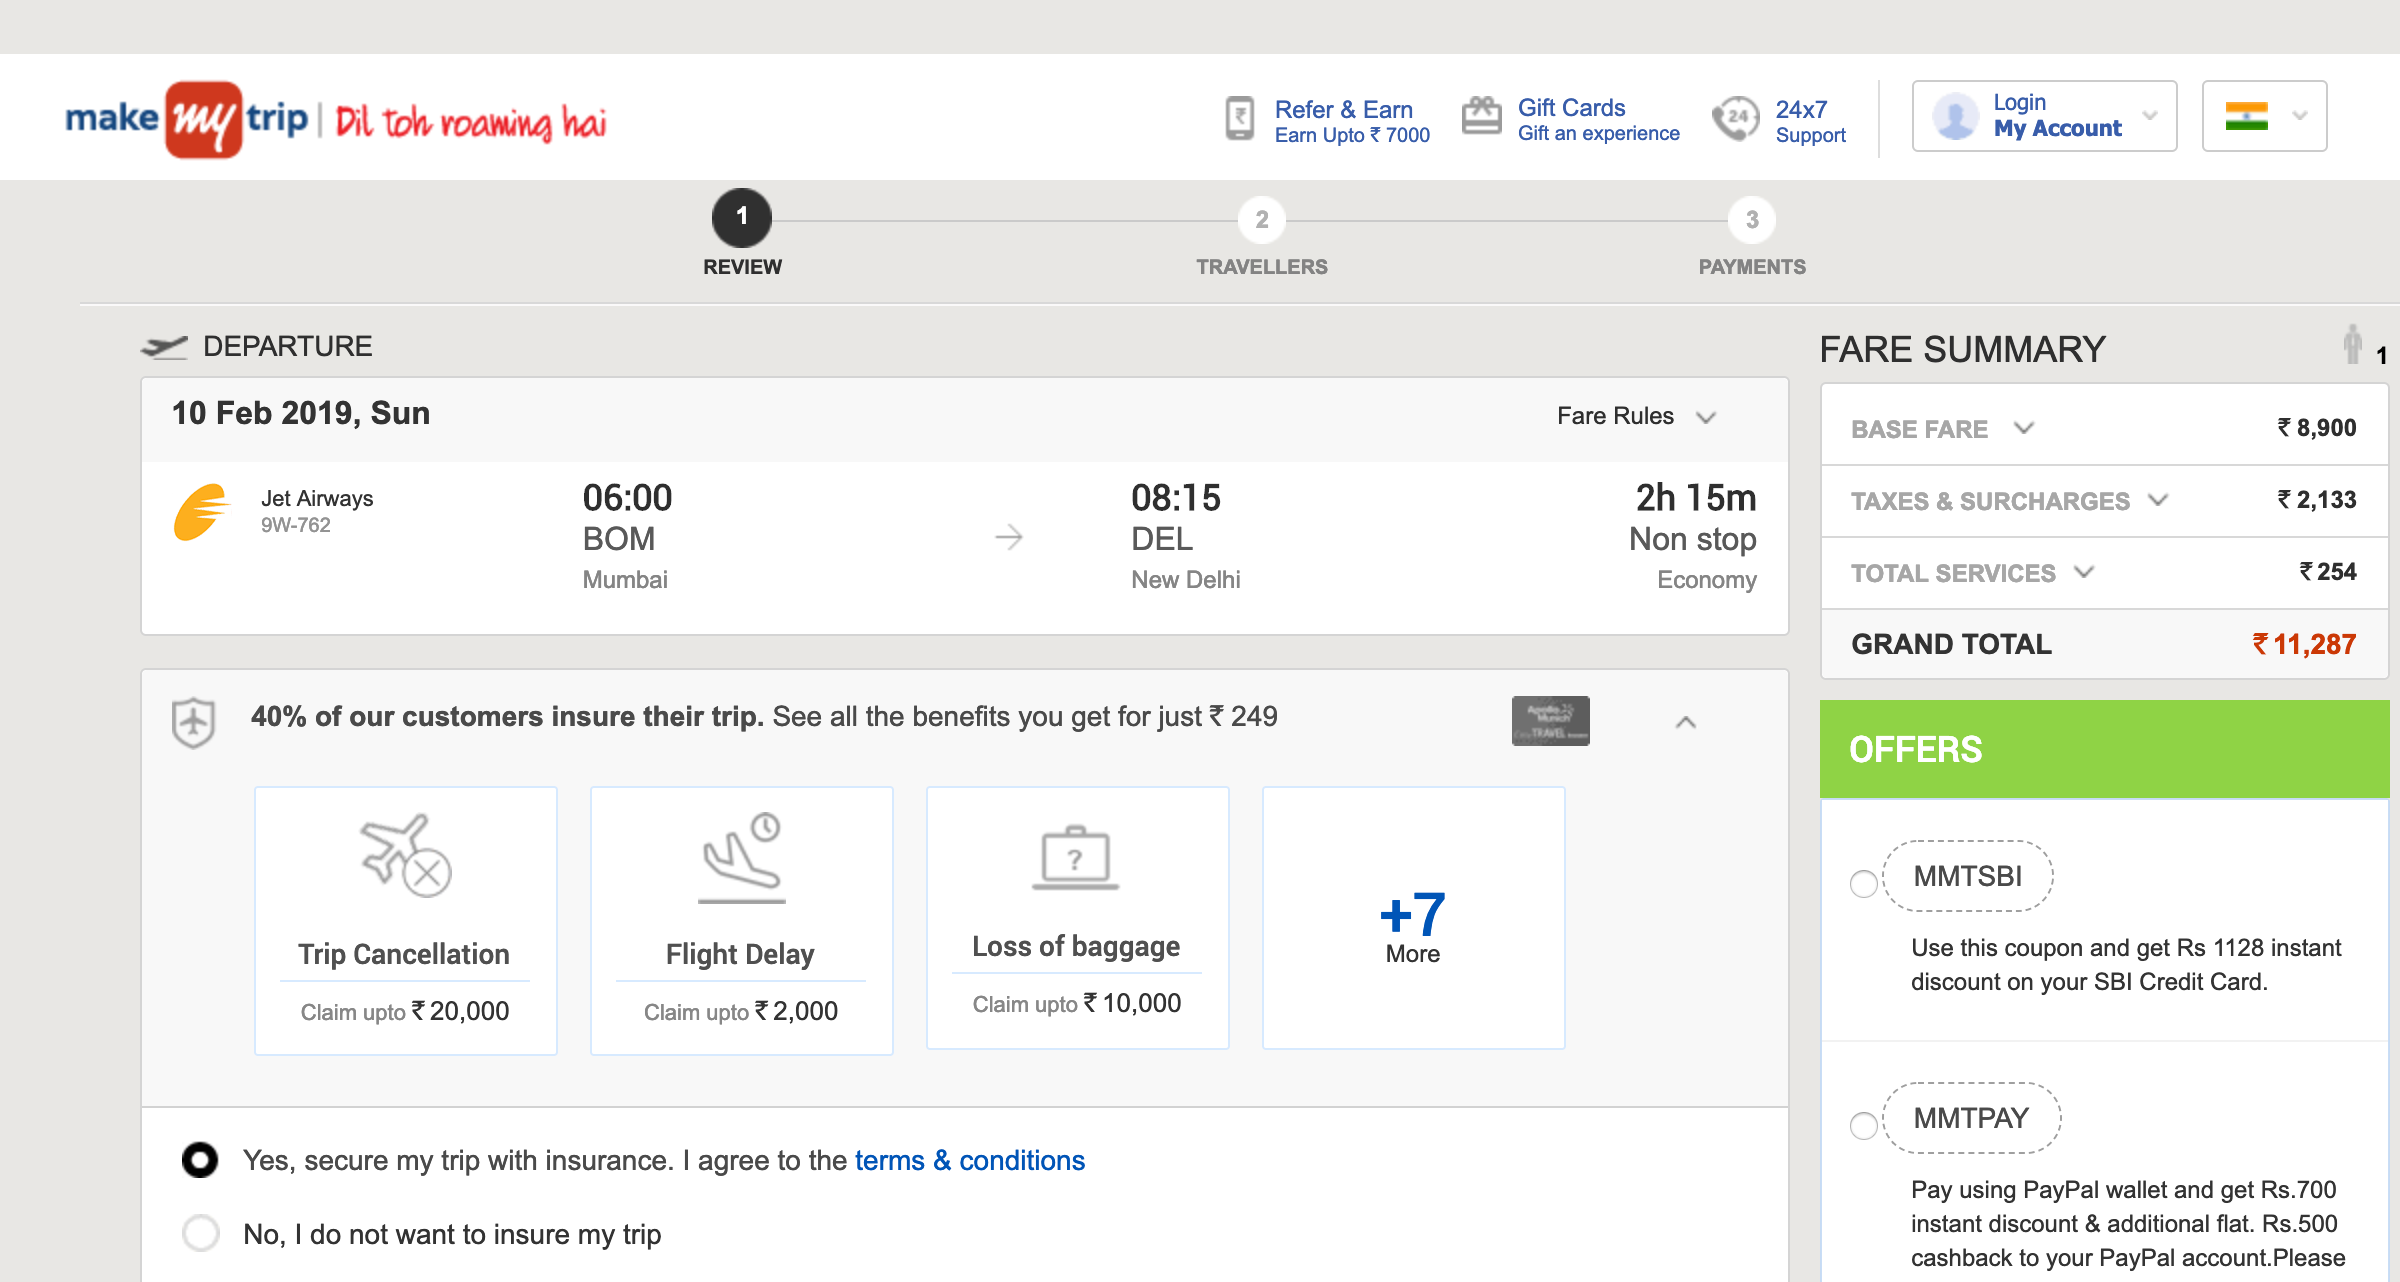 make my trip | Dil toh roaming hai
₹
Refer & Earn
Earn Upto ₹ 7000
Gift Cards
Gift an experience
24
24x7
Support
Login
My Account
1
REVIEW
2
TRAVELLERS
3
PAYMENTS
DEPARTURE
10 Feb 2019, Sun
Fare Rules
Jet Airways
9W-762
06:00
BOM
Mumbai
08:15
DEL
New Delhi
2h 15m
Non stop
Economy
40% of our customers insure their trip. See all the benefits you get for just ₹ 249
Apollo
Munich
TRAVEL
Trip Cancellation
Claim upto ₹ 20,000
Flight Delay
Claim upto ₹ 2,000
?
Loss of baggage
Claim upto ₹ 10,000
+7
More
Yes, secure my trip with insurance. I agree to the terms & conditions
No, I do not want to insure my trip
FARE SUMMARY
1
BASE FARE ₹ 8,900
TAXES & SURCHARGES ₹ 2,133
TOTAL SERVICES ₹ 254
GRAND TOTAL ₹ 11,287
OFFERS
MMTSBI
Use this coupon and get Rs 1128 instant
discount on your SBI Credit Card.
MMTPAY
Pay using PayPal wallet and get Rs.700
instant discount & additional flat. Rs.500
cashback to your PayPal account.Please